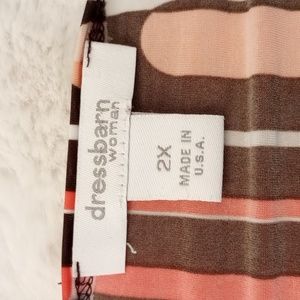 dressbarn
woman
2X
MADE IN
U.S.A.